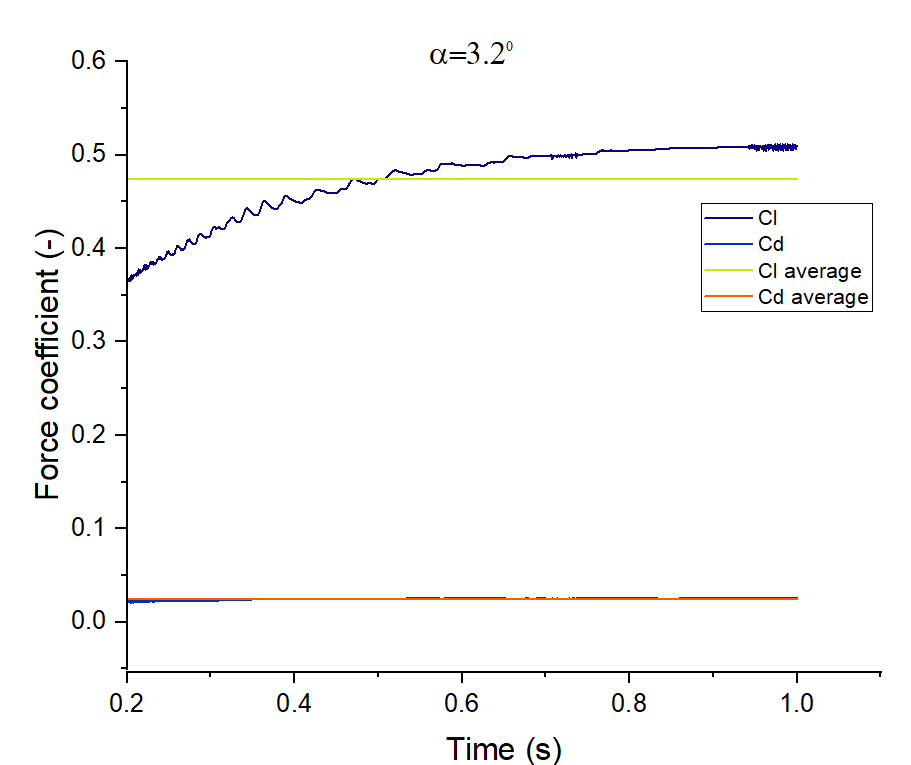 α=3.2⁰
0.6
0.5
0.4
0.3
0.2
0.1
0.0
Force coefficient (-)
Cl
Cd
Cl average
Cd average
0.2 0.4 0.6 0.8 1.0
Time (s)